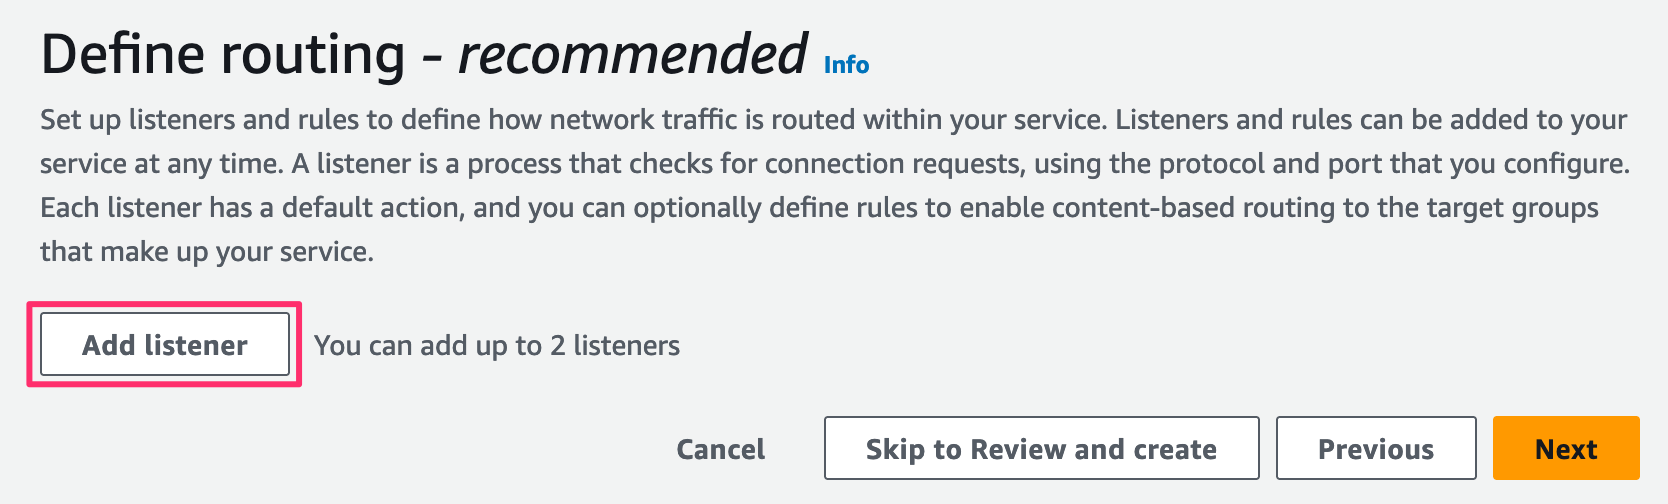 Define routing - recommended Info
Set up listeners and rules to define how network traffic is routed within your service. Listeners and rules can be added to your
service at any time. A listener is a process that checks for connection requests, using the protocol and port that you configure.
Each listener has a default action, and you can optionally define rules to enable content-based routing to the target groups
that make up your service.
Add listener You can add up to 2 listeners
Cancel Skip to Review and create Previous Next